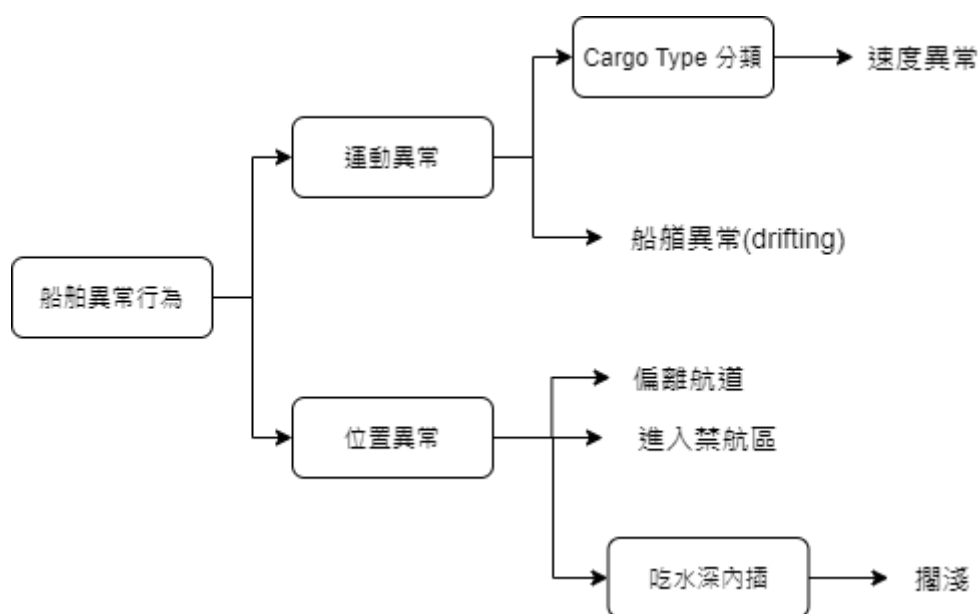 Cargo Type 分類
速度異常
運動異常
船艏異常(drifting)
船舶異常行為
偏離航道
位置異常
進入禁航區
吃水深內插
擱淺